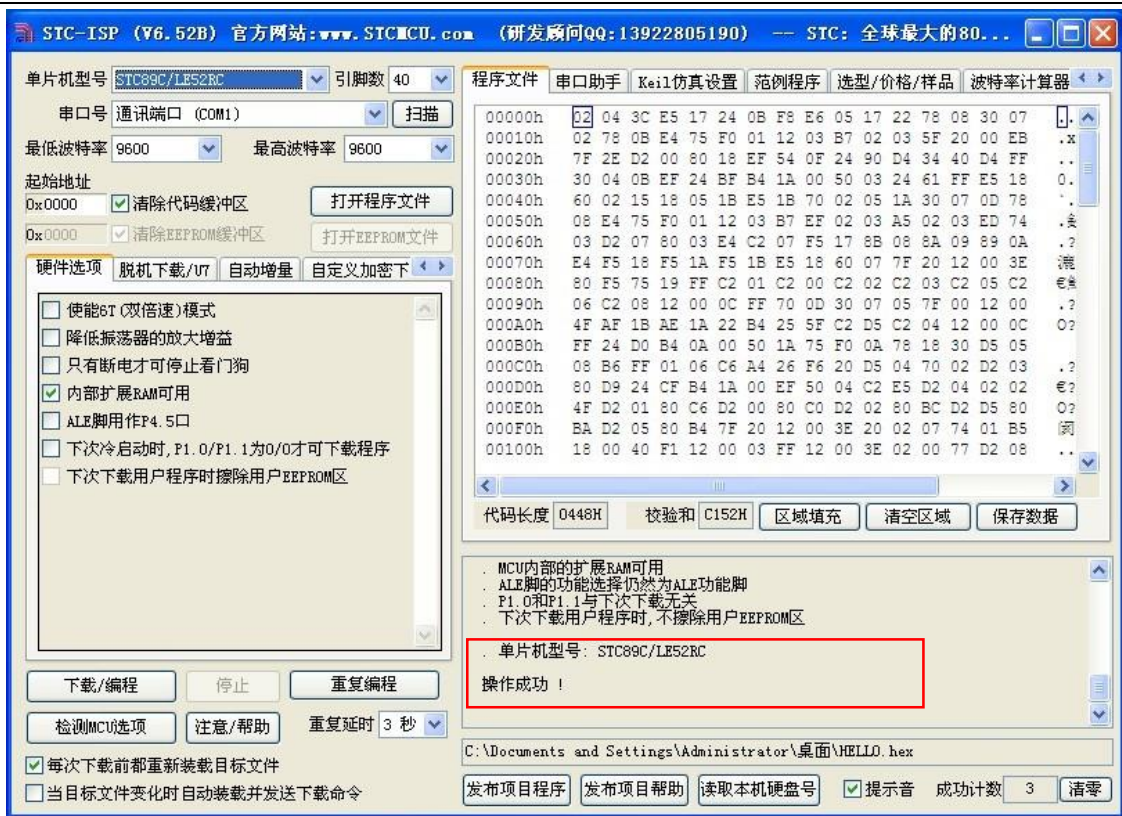 STC-ISP (V6.52B) 官方网站:www.STCMCU.com (研发顾问QQ:13922805190) -- STC: 全球最大的80...
单片机型号 STC89C/LE52RC 引脚数 40
串口号 通讯端口 (COM1) 扫描
最低波特率 9600 最高波特率 9600
起始地址
0x0000 清除代码缓冲区 打开程序文件
0x0000 清除EEPROM缓冲区 打开EEPROM文件
硬件选项 脱机下载/U7 自动增量 自定义加密下
使能6T(双倍速)模式
降低振荡器的放大增益
只有断电才可停止看门狗
内部扩展RAM可用
ALE脚用作P4.5口
下次冷启动时,P1.0/P1.1为0/0才可下载程序
下次下载用户程序时擦除用户EEPROM区
下载/编程 停止 重复编程
检测MCU选项 注意/帮助 重复延时 3 秒
每次下载前都重新装载目标文件
当目标文件变化时自动装载并发送下载命令
程序文件 串口助手 Keil仿真设置 范例程序 选型/价格/样品 波特率计算器
00000h 02 04 3C E5 17 24 0B F8 E6 05 17 22 78 08 30 07 ..
00010h 02 78 0B E4 75 F0 01 12 03 B7 02 03 5F 20 00 EB .x
00020h 7F 2E D2 00 80 18 EF 54 0F 24 90 D4 34 40 D4 FF ..
00030h 30 04 0B EF 24 BF B4 1A 00 50 03 24 61 FF E5 18 0.
00040h 60 02 15 18 05 1B E5 1B 70 02 05 1A 30 07 0D 78 `.
00050h 08 E4 75 F0 01 12 03 B7 EF 02 03 A5 02 03 ED 74
00060h 03 D2 07 80 03 E4 C2 07 F5 17 8B 08 8A 09 89 0A .?
00070h E4 F5 18 F5 1A F5 1B E5 18 60 07 7F 20 12 00 3E
00080h 80 F5 75 19 FF C2 01 C2 00 C2 02 C2 03 C2 05 C2
00090h 06 C2 08 12 00 0C FF 70 0D 30 07 05 7F 00 12 00 .?
000A0h 4F AF 1B AE 1A 22 B4 25 5F C2 D5 C2 04 12 00 0C O?
000B0h FF 24 D0 B4 0A 00 50 1A 75 F0 0A 78 18 30 D5 05
000C0h 08 B6 FF 01 06 C6 A4 26 F6 20 D5 04 70 02 D2 03 .?
000D0h 80 D9 24 CF B4 1A 00 EF 50 04 C2 E5 D2 04 02 02 €?
000E0h 4F D2 01 80 C6 D2 00 80 C0 D2 02 80 BC D2 D5 80 O?
000F0h BA D2 05 80 B4 7F 20 12 00 3E 20 02 07 74 01 B5
00100h 18 00 40 F1 12 00 03 FF 12 00 3E 02 00 77 D2 08 ..
代码长度 0448H 校验和 C152H 区域填充 清空区域 保存数据
. MCU内部的扩展RAM可用
. ALE脚的功能选择仍然为ALE功能脚
. P1.0和P1.1与下次下载无关
. 下次下载用户程序时,不擦除用户EEPROM区
. 单片机型号: STC89C/LE52RC
操作成功 !
C:\Documents and Settings\Administrator\桌面\HELLO.hex
发布项目程序 发布项目帮助 读取本机硬盘号 提示音 成功计数 3 清零